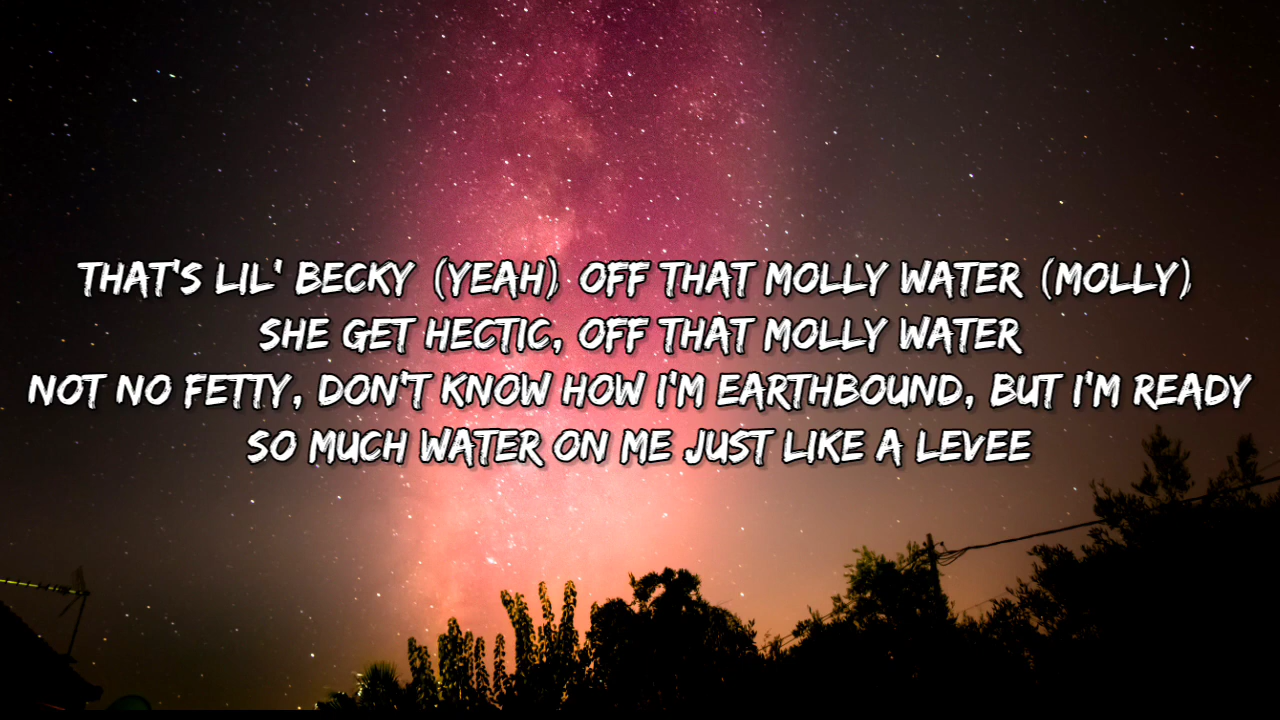 THAT'S LIL' BECKY (YEAH) OFF THAT MOLLY WATER (MOLLY)
SHE GET HECTIC, OFF THAT MOLLY WATER
NOT NO FETTY, DON'T KNOW HOW I'M EARTHBOUND, BUT I'M READY
SO MUCH WATER ON ME JUST LIKE A LEVEE